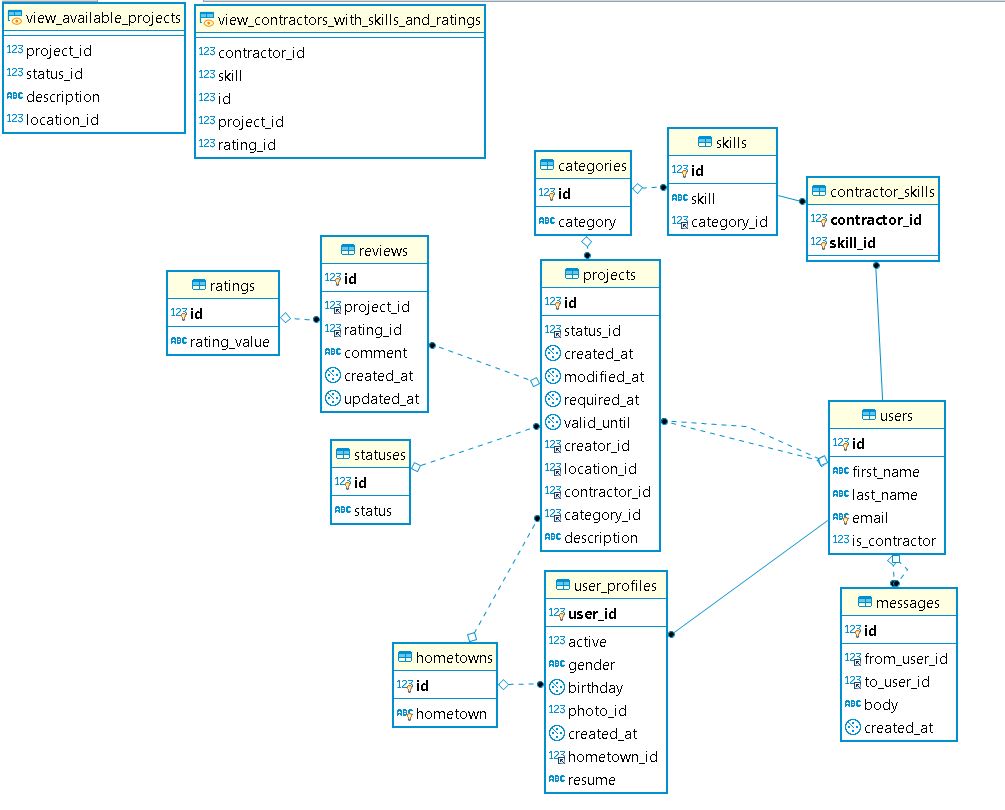 view_available_projects
123 project_id
123 status_id
ABC description
123 location_id
view_contractors_with_skills_and_ratings
123 contractor_id
123 skill
123 id
123 project_id
123 rating_id
categories
123 id
ABC category
skills
123 id
ABC skill
123 category_id
contractor_skills
123 contractor_id
123 skill_id
reviews
123 id
123 project_id
123 rating_id
ABC comment
created_at
updated_at
ratings
123 id
ABC rating_value
projects
123 id
123 status_id
created_at
modified_at
required_at
valid_until
123 creator_id
123 location_id
123 contractor_id
123 category_id
ABC description
statuses
123 id
ABC status
users
123 id
ABC first_name
ABC last_name
ABC email
123 is_contractor
user_profiles
123 user_id
123 active
ABC gender
birthday
123 photo_id
created_at
123 hometown_id
ABC resume
hometowns
123 id
ABC hometown
messages
123 id
123 from_user_id
123 to_user_id
ABC body
created_at